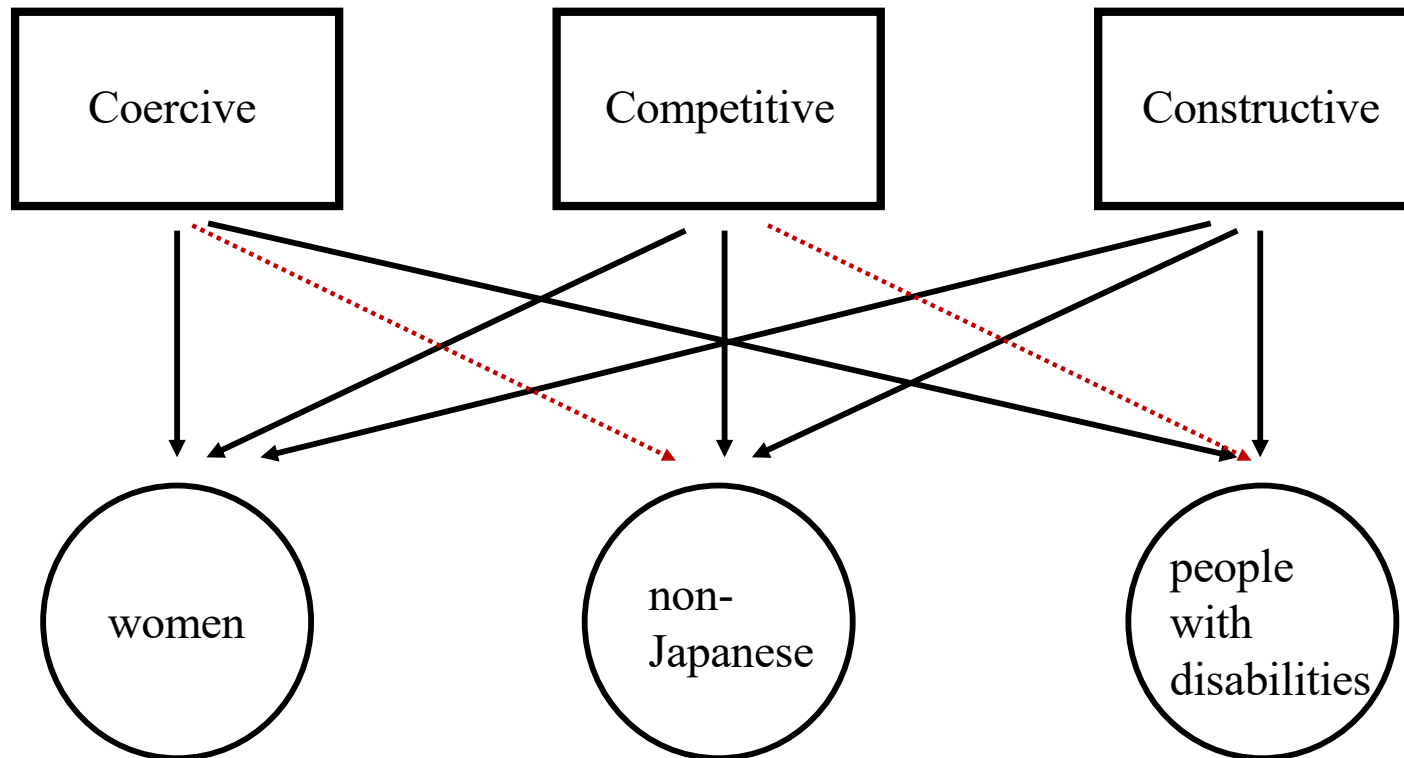 Coercive
Competitive
Constructive
women
non-
Japanese
people
with
disabilities